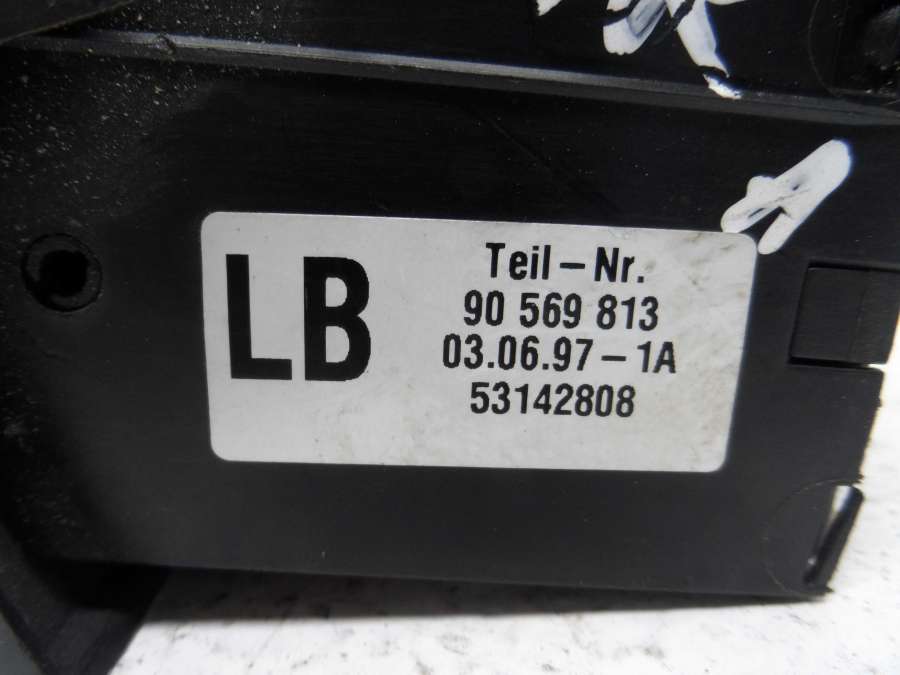 LB
Teil-Nr.
90 569 813
03.06.97-1A
53142808